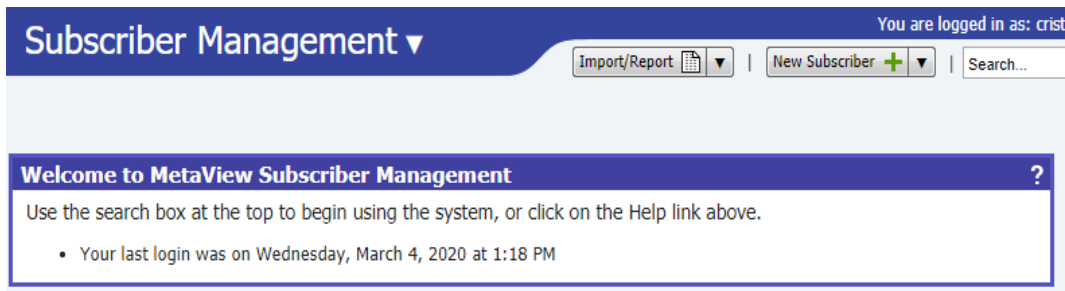 Subscriber Management ▼
You are logged in as: crist
Import/Report ▼ | New Subscriber ▼ | Search...
Welcome to MetaView Subscriber Management ?
Use the search box at the top to begin using the system, or click on the Help link above.
• Your last login was on Wednesday, March 4, 2020 at 1:18 PM